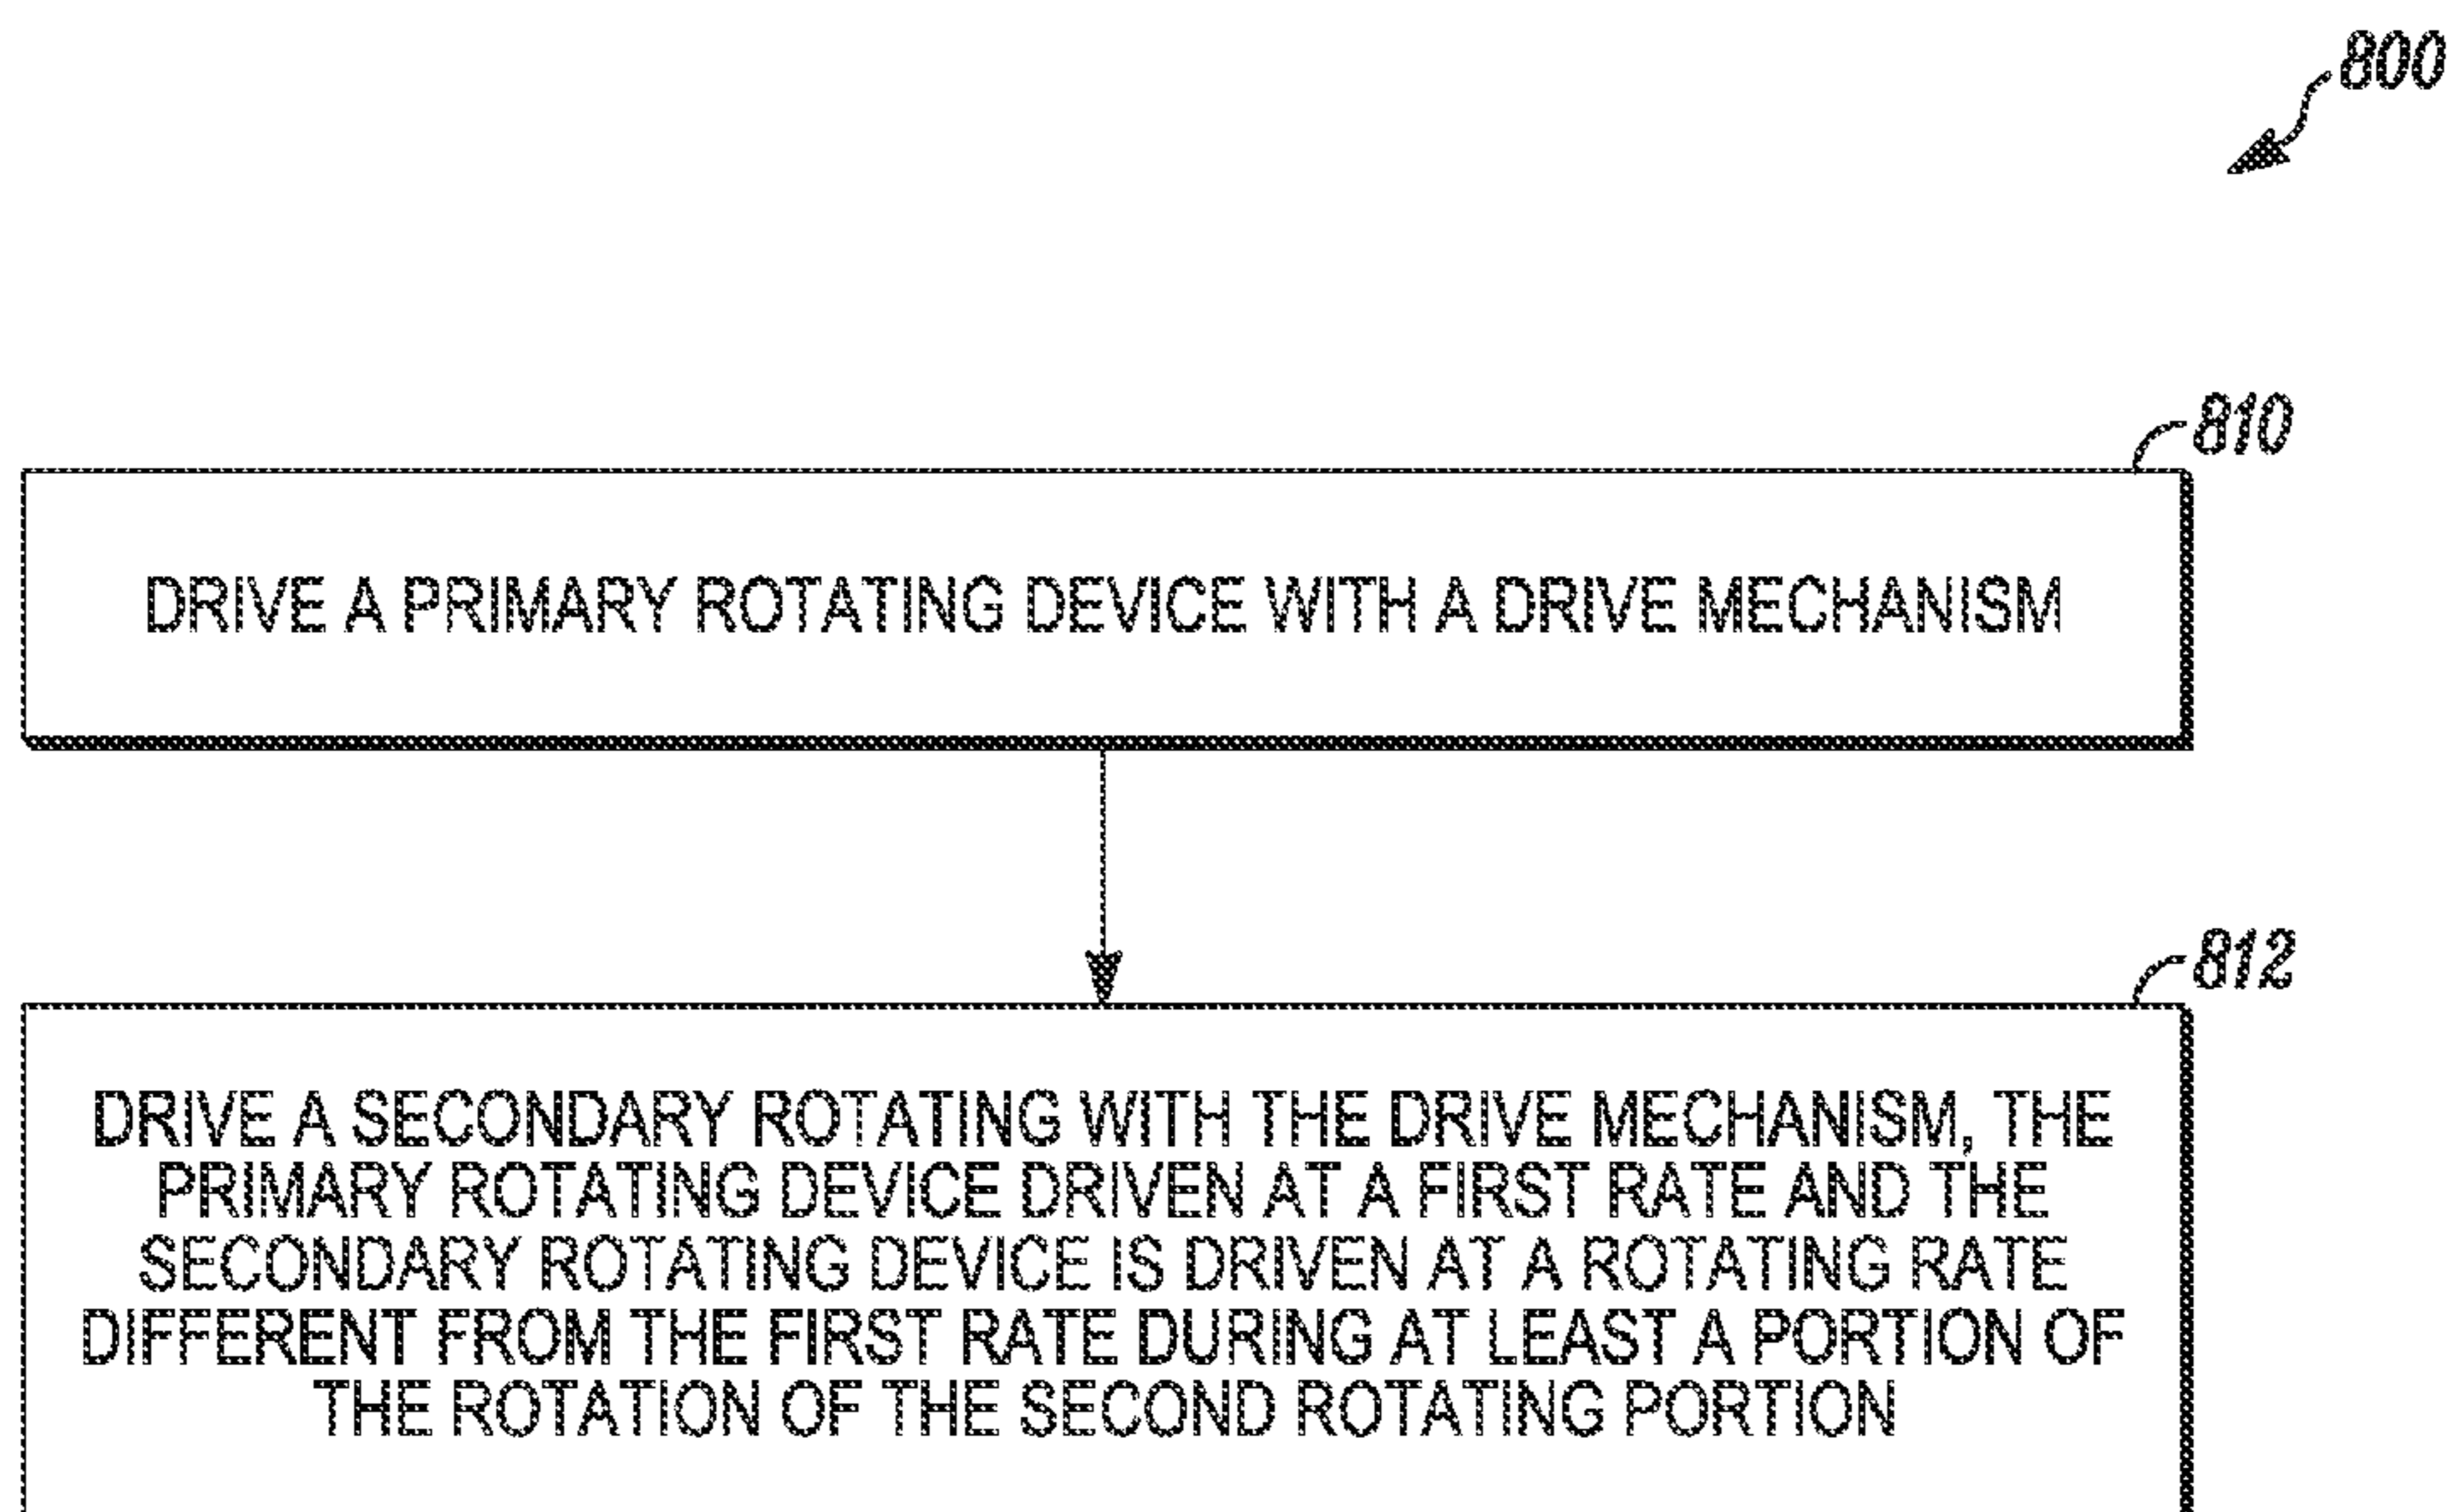 800
810
DRIVE A PRIMARY ROTATING DEVICE WITH A DRIVE MECHANISM
812
DRIVE A SECONDARY ROTATING WITH THE DRIVE MECHANISM, THE
PRIMARY ROTATING DEVICE DRIVEN AT A FIRST RATE AND THE
SECONDARY ROTATING DEVICE IS DRIVEN AT A ROTATING RATE
DIFFERENT FROM THE FIRST RATE DURING AT LEAST A PORTION OF
THE ROTATION OF THE SECOND ROTATING PORTION